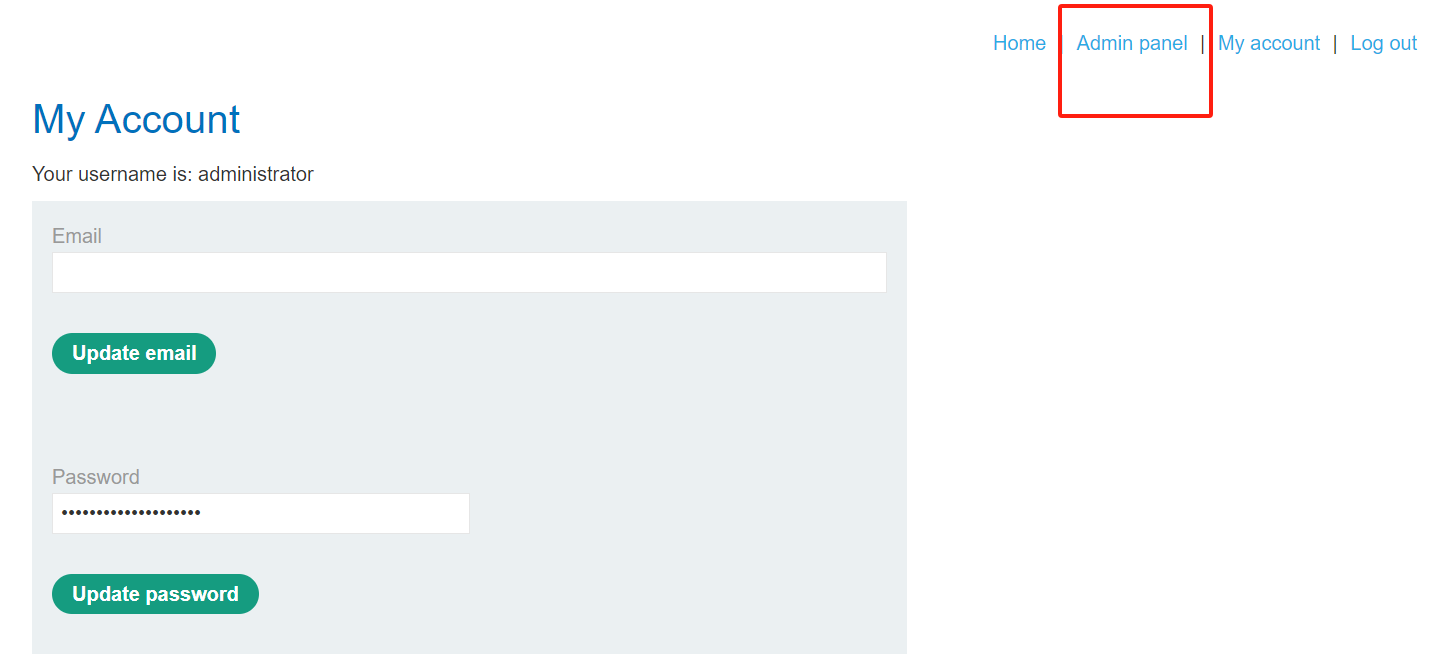 Home | Admin panel | My account | Log out
My Account
Your username is: administrator
Email
Update email
Password
••••••••••••••••••••
Update password